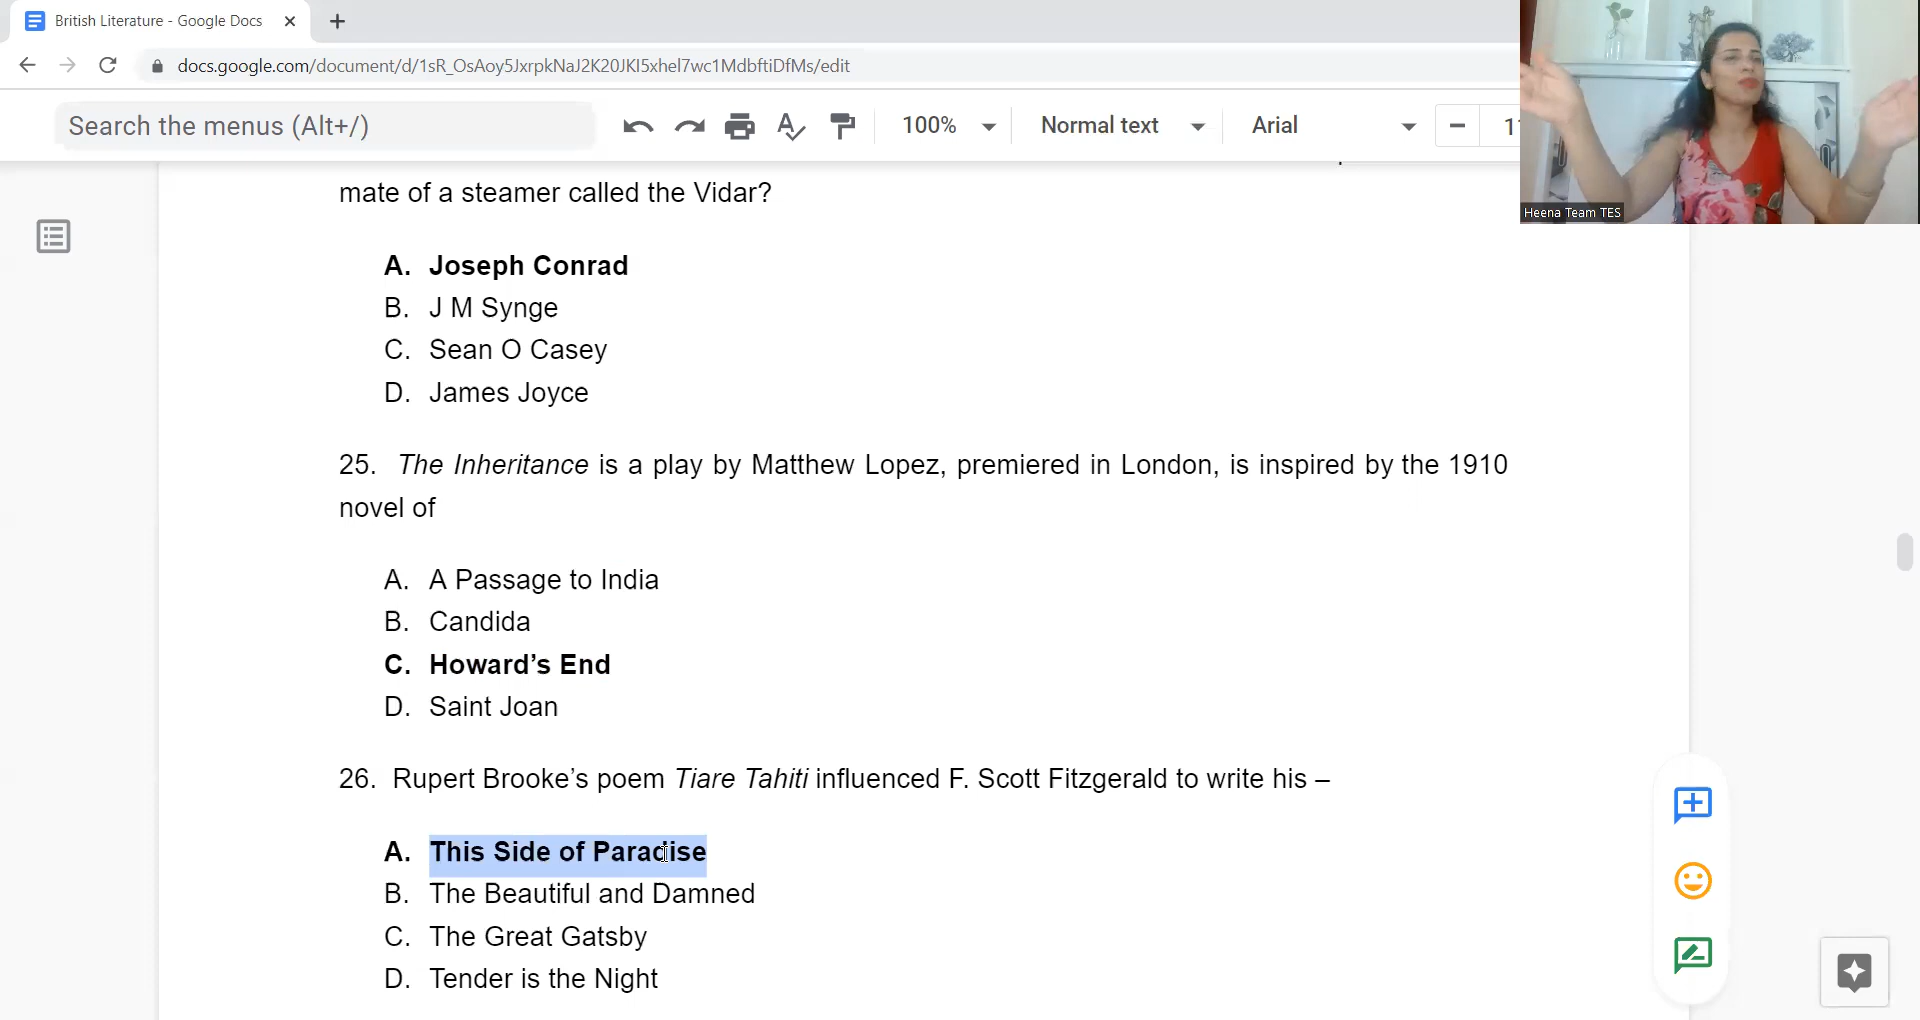 British Literature - Google Docs
docs.google.com/document/d/1sR_OsAoy5JxrpkNaJ2K20JKI5xhel7wc1MdbftiDfMs/edit
Search the menus (Alt+/)
100%
Normal text
Arial
Heena Team TES
mate of a steamer called the Vidar?
A. Joseph Conrad
B. J M Synge
C. Sean O Casey
D. James Joyce
25. The Inheritance is a play by Matthew Lopez, premiered in London, is inspired by the 1910
novel of
A. A Passage to India
B. Candida
C. Howard’s End
D. Saint Joan
26. Rupert Brooke’s poem Tiare Tahiti influenced F. Scott Fitzgerald to write his –
A. This Side of Paradise
B. The Beautiful and Damned
C. The Great Gatsby
D. Tender is the Night